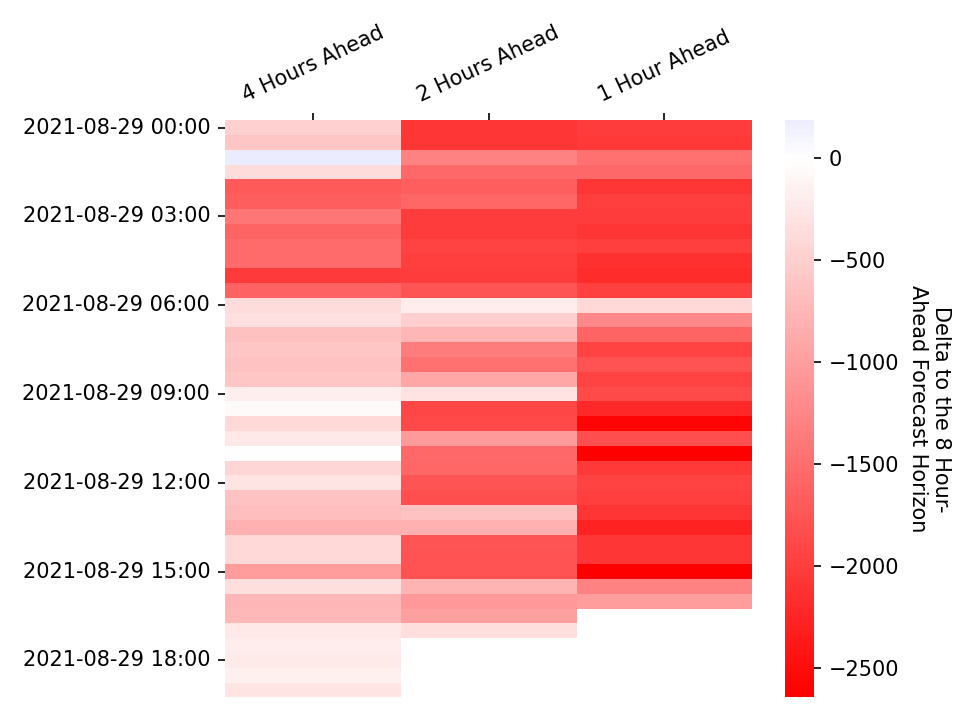 4 Hours Ahead
2 Hours Ahead
1 Hour Ahead
2021-08-29 00:00
2021-08-29 03:00
2021-08-29 06:00
2021-08-29 09:00
2021-08-29 12:00
2021-08-29 15:00
2021-08-29 18:00
0
−500
−1000
−1500
−2000
−2500
Delta to the 8 Hour-
Ahead Forecast Horizon